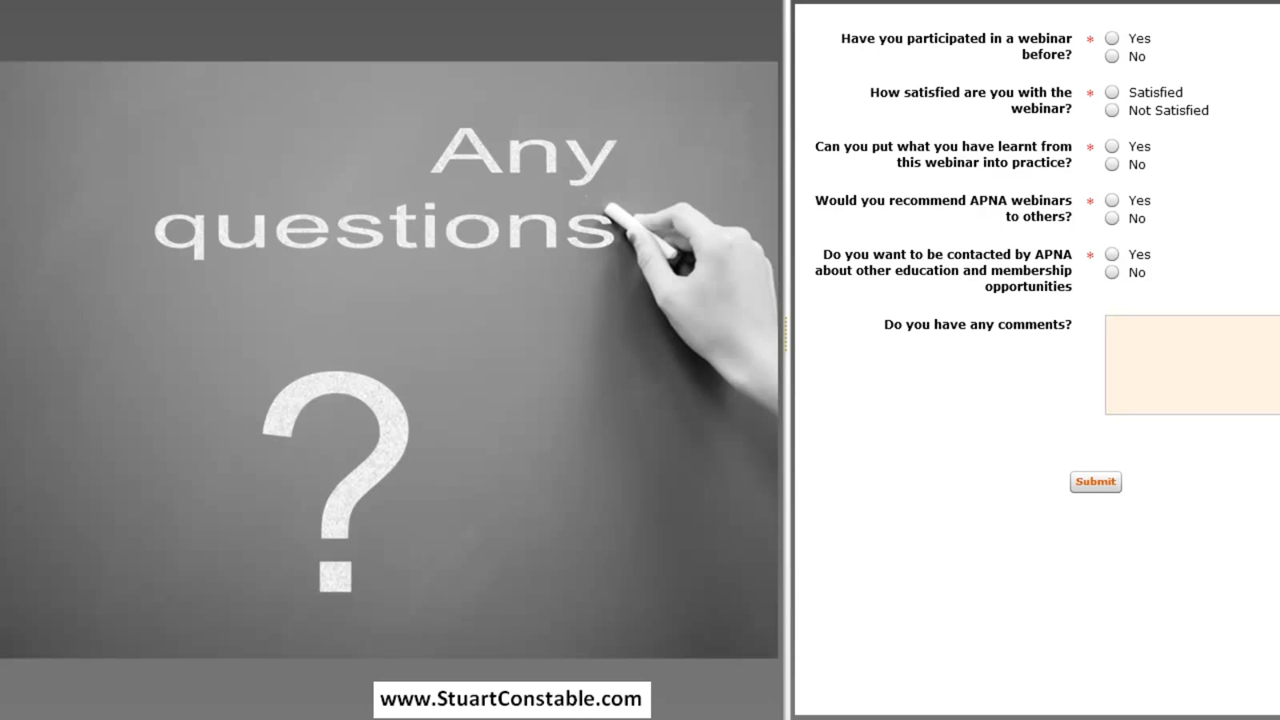 Any
questions
?
www.StuartConstable.com
Have you participated in a webinar
before?
* Yes
No
How satisfied are you with the
webinar?
* Satisfied
Not Satisfied
Can you put what you have learnt from
this webinar into practice?
* Yes
No
Would you recommend APNA webinars
to others?
* Yes
No
Do you want to be contacted by APNA
about other education and membership
opportunities
* Yes
No
Do you have any comments?
Submit